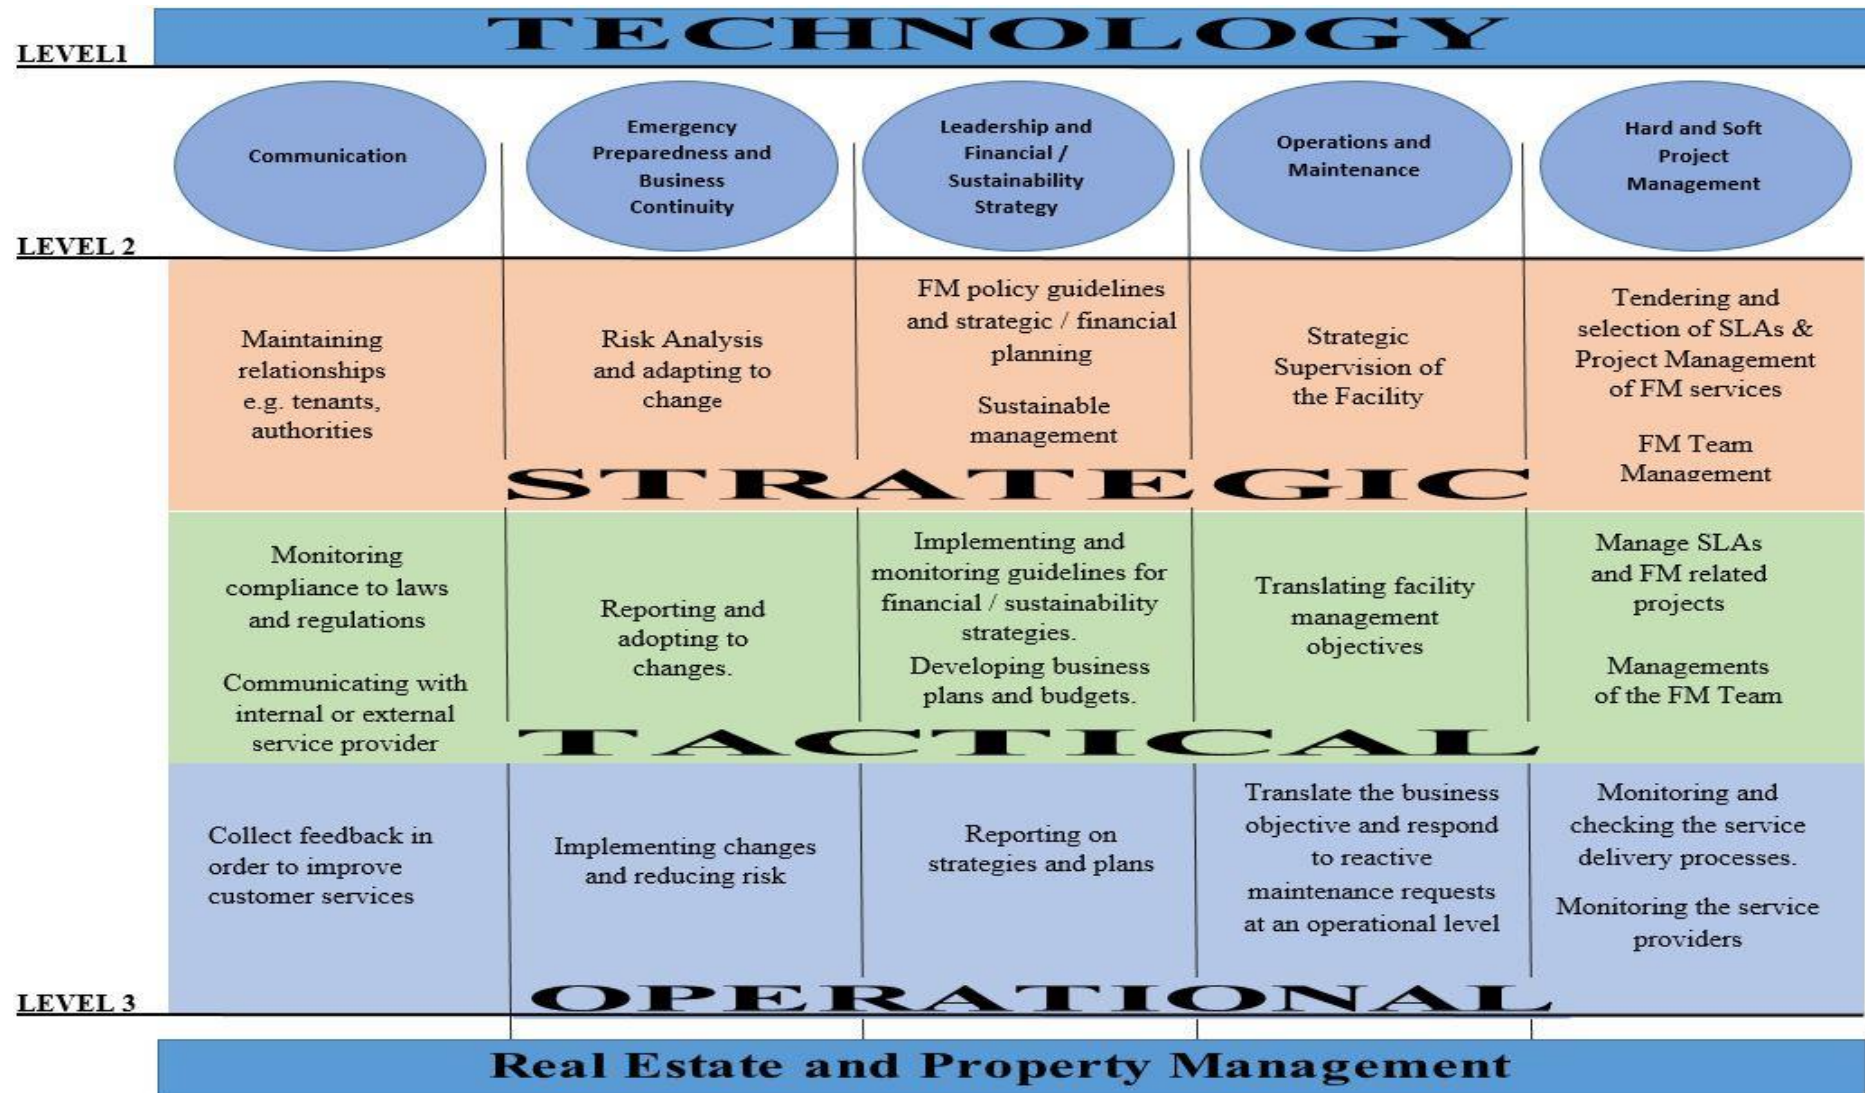 TECHNOLOGY
LEVEL1
Communication
Emergency
Preparedness and
Business
Continuity
Leadership and
Financial /
Sustainability
Strategy
Operations and
Maintenance
Hard and Soft
Project
Management
LEVEL 2
Maintaining
relationships
e.g. tenants,
authorities
Risk Analysis
and adapting to
change
FM policy guidelines
and strategic / financial
planning
Sustainable
management
Strategic
Supervision of
the Facility
Tendering and
selection of SLAs &
Project Management
of FM services
FM Team
Management
STRATEGIC
Monitoring
compliance to laws
and regulations
Communicating with
internal or external
service provider
Reporting and
adopting to
changes.
Implementing and
monitoring guidelines for
financial / sustainability
strategies.
Developing business
plans and budgets.
Translating facility
management
objectives
Manage SLAs
and FM related
projects
Managements
of the FM Team
TACTICAL
Collect feedback in
order to improve
customer services
Implementing changes
and reducing risk
Reporting on
strategies and plans
Translate the business
objective and respond
to reactive
maintenance requests
at an operational level
Monitoring and
checking the service
delivery processes.
Monitoring the service
providers
OPERATIONAL
LEVEL 3
Real Estate and Property Management